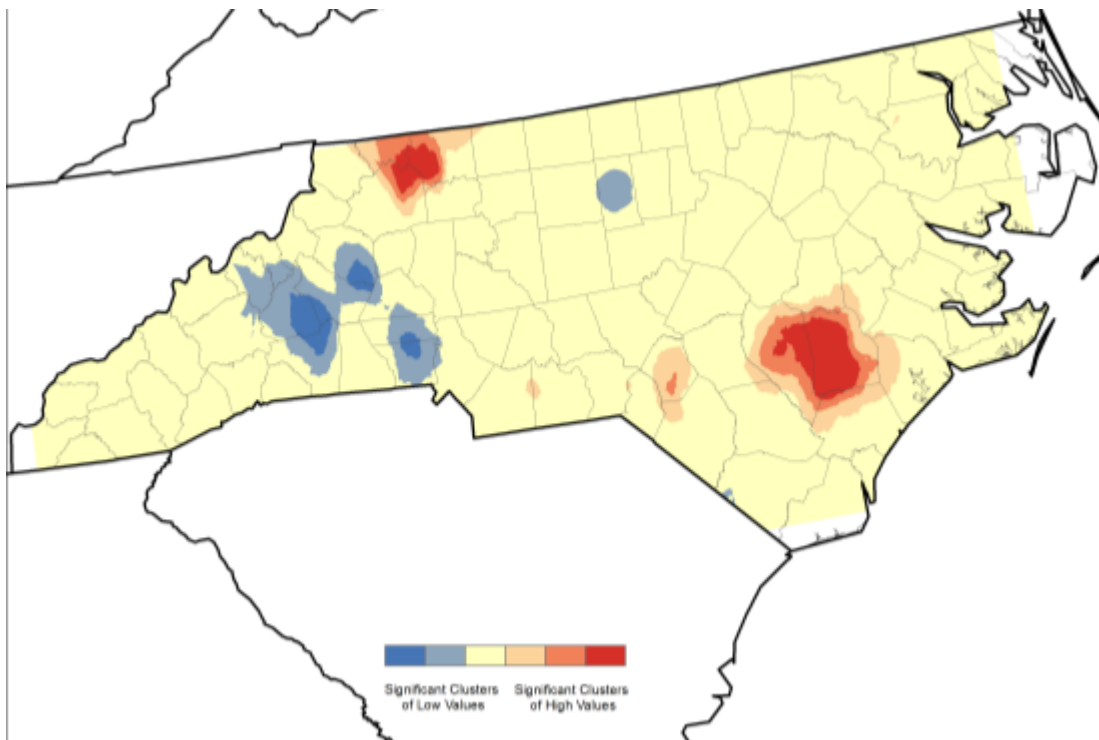 Significant Clusters
of Low Values
Significant Clusters
of High Values